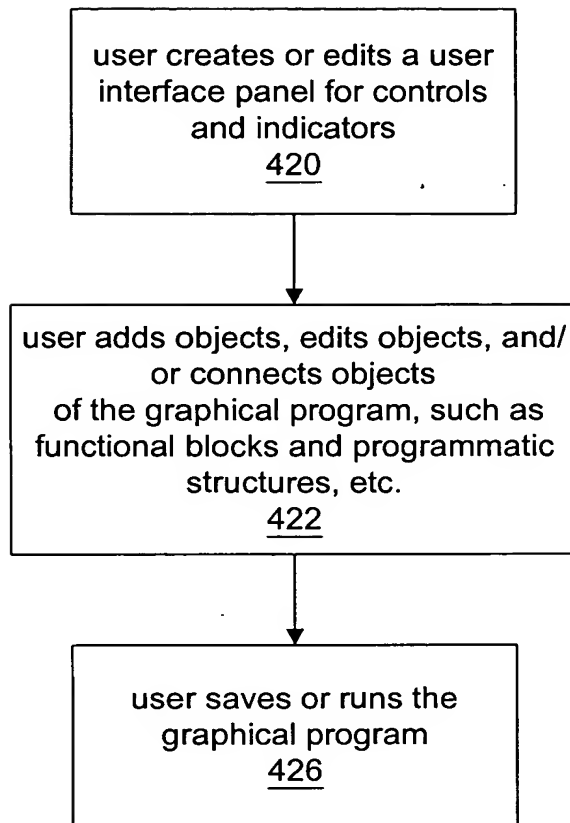 user creates or edits a user
interface panel for controls
and indicators
420
user adds objects, edits objects, and/
or connects objects
of the graphical program, such as
functional blocks and programmatic
structures, etc.
422
user saves or runs the
graphical program
426